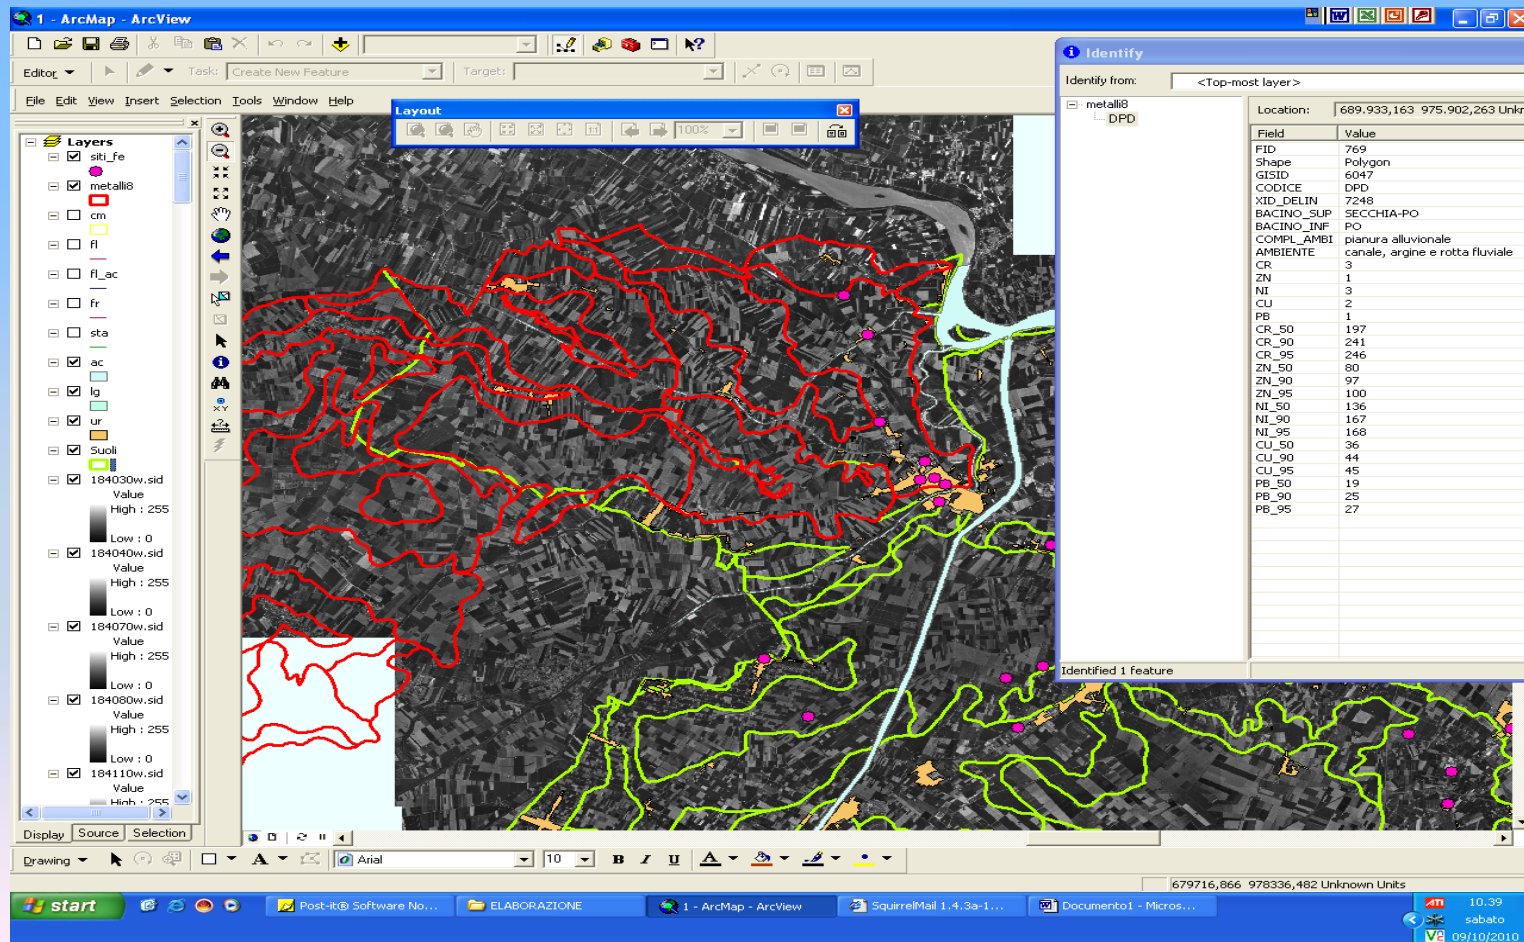 1 - ArcMap - ArcView
Editor
Task: Create New Feature
Target:
File Edit View Insert Selection Tools Window Help
Layout
100%
Layers
siti_fe
metalli8
cm
fl
fl_ac
fr
sta
ac
lg
ur
Suoli
184030w.sid
Value
High : 255
Low : 0
184040w.sid
Value
High : 255
Low : 0
184070w.sid
Value
High : 255
Low : 0
184080w.sid
Value
High : 255
Low : 0
184110w.sid
Value
High : 255
Display Source Selection
Identify
Identify from: <Top-most layer>
metalli8
DPD
Location: 689.933,163 975.902,263 Unkn
Field Value
FID 769
Shape Polygon
GISID 6047
CODICE DPD
XID_DELIN 7248
BACINO_SUP SECCHIA-PO
BACINO_INF PO
COMPL_AMBI pianura alluvionale
AMBIENTE canale, argine e rotta fluviale
CR 3
ZN 1
NI 3
CU 2
PB 1
CR_50 197
CR_90 241
CR_95 246
ZN_50 80
ZN_90 97
ZN_95 100
NI_50 136
NI_90 167
NI_95 168
CU_50 36
CU_90 44
CU_95 45
PB_50 19
PB_90 25
PB_95 27
Identified 1 feature
Drawing A Arial 10 B I U A
679716,866 978336,482 Unknown Units
start Post-it® Software No... ELABORAZIONE 1 - ArcMap - ArcView SquirrelMail 1.4.3a-1... Documento1 - Micros...
ATI 10.39
sabato
09/10/2010